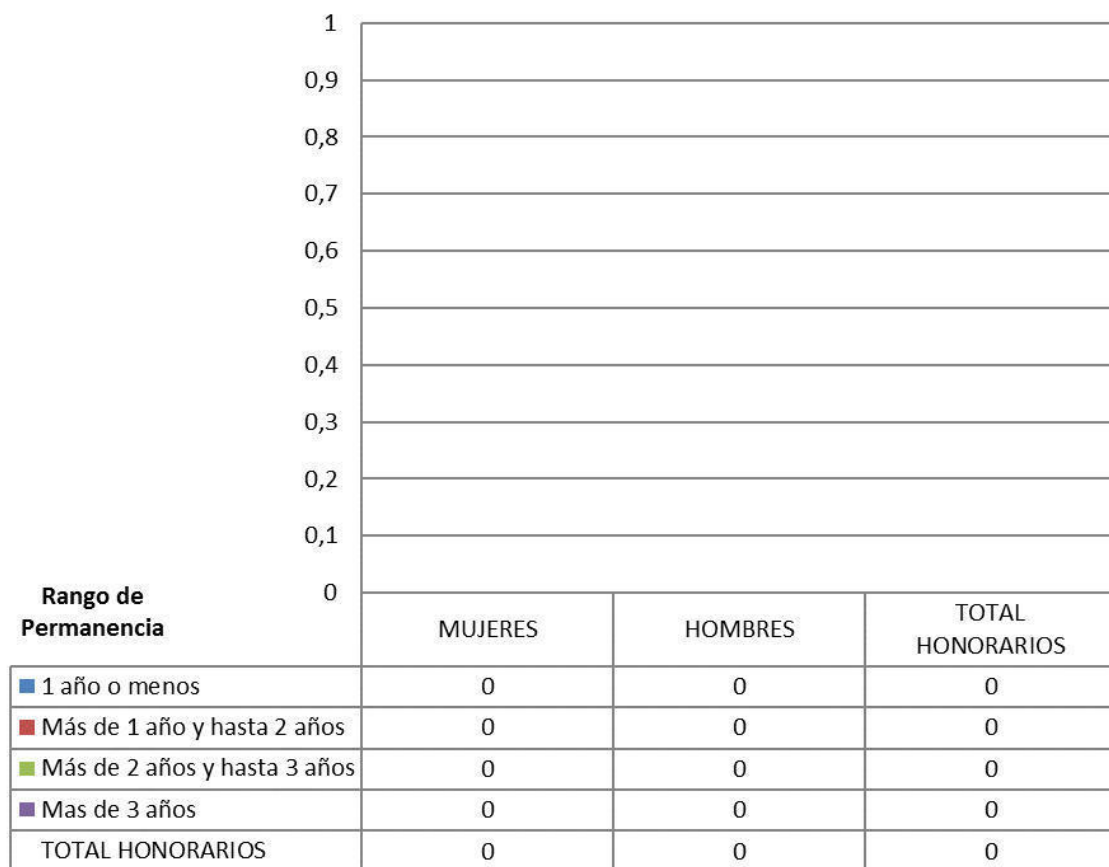 1
0,9
0,8
0,7
0,6
0,5
0,4
0,3
0,2
0,1
0
Rango de
Permanencia
MUJERES HOMBRES TOTAL
HONORARIOS
1 año o menos 0 0 0
Más de 1 año y hasta 2 años 0 0 0
Más de 2 años y hasta 3 años 0 0 0
Mas de 3 años 0 0 0
TOTAL HONORARIOS 0 0 0